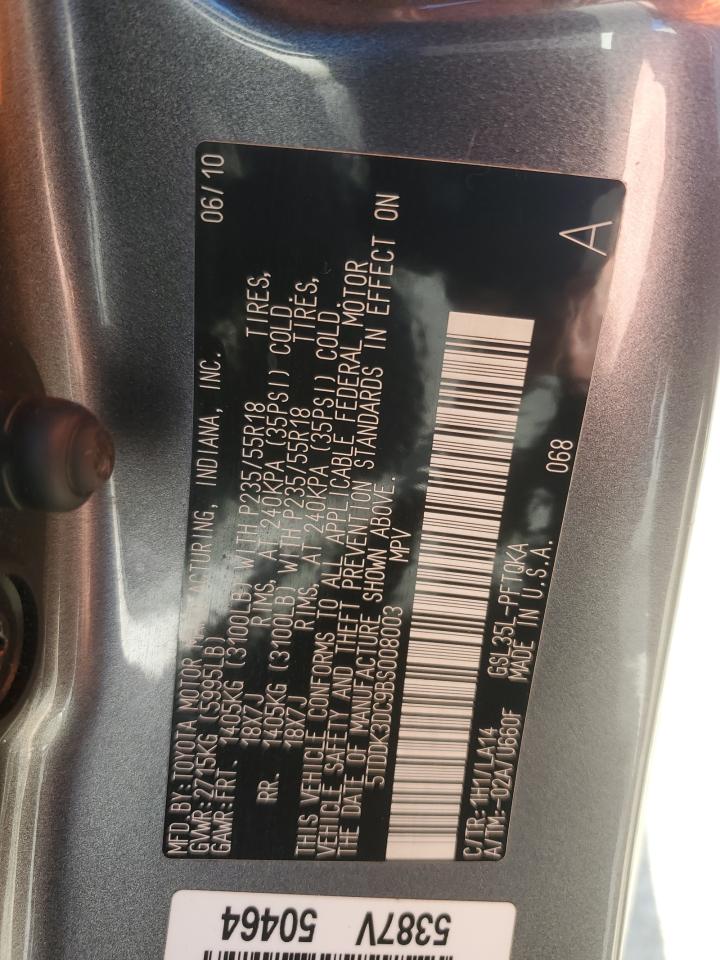 MFD.BY:TOYOTA MOTOR MANUFACTURING, INDIANA, INC. 06/10
GVWR:2715KG (5995LB)
GAWR:FRT. 1405KG (3100LB) WITH P235/55R18 TIRES,
18X7J RIMS, AT 240KPA (35PSI) COLD.
RR. 1405KG (3100LB) WITH P235/55R18 TIRES,
18X7J RIMS, AT 240KPA (35PSI) COLD.
THIS VEHICLE CONFORMS TO ALL APPLICABLE FEDERAL MOTOR
VEHICLE SAFETY AND THEFT PREVENTION STANDARDS IN EFFECT ON
THE DATE OF MANUFACTURE SHOWN ABOVE.
5TDDK3DC9BS008003 MPV
C/TR:1H1/LA14 GSL35L-PFTQKA
A/TM:-02A/U660F MADE IN U.S.A. 068
A
5387V 50464